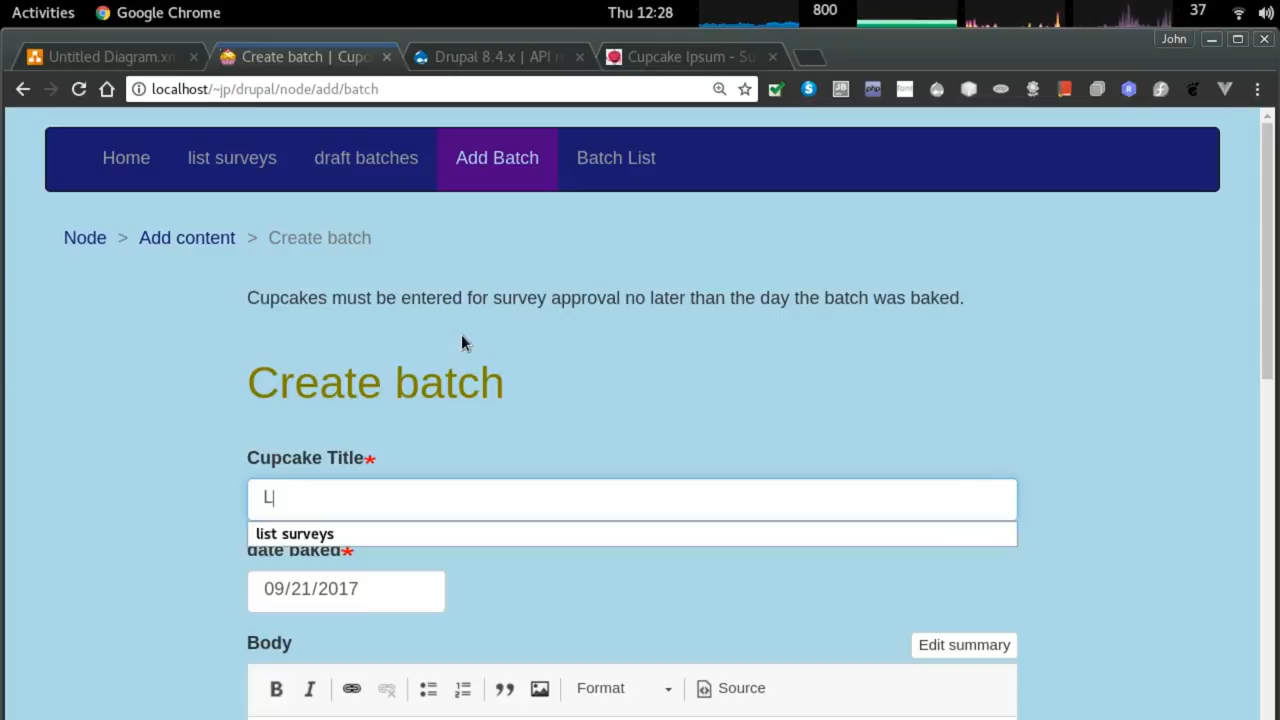 Activities Google Chrome Thu 12:28 800 37
John
Untitled Diagram.xm Create batch | Cupc Drupal 8.4.x | API r Cupcake Ipsum - Su
localhost/~jp/drupal/node/add/batch
Home list surveys draft batches Add Batch Batch List
Node > Add content > Create batch
Cupcakes must be entered for survey approval no later than the day the batch was baked.
Create batch
Cupcake Title*
L
list surveys
date baked*
09/21/2017
Body Edit summary
B I Format Source